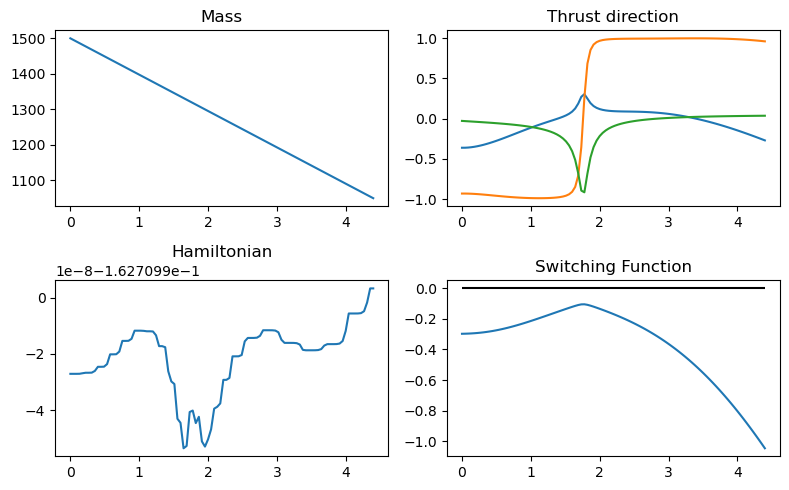 Mass
1500
1400
1300
1200
1100
0 1 2 3 4
Thrust direction
1.0
0.5
0.0
−0.5
−1.0
0 1 2 3 4
Hamiltonian
1e−8−1.627099e−1
0
−2
−4
0 1 2 3 4
Switching Function
0.0
−0.2
−0.4
−0.6
−0.8
−1.0
0 1 2 3 4